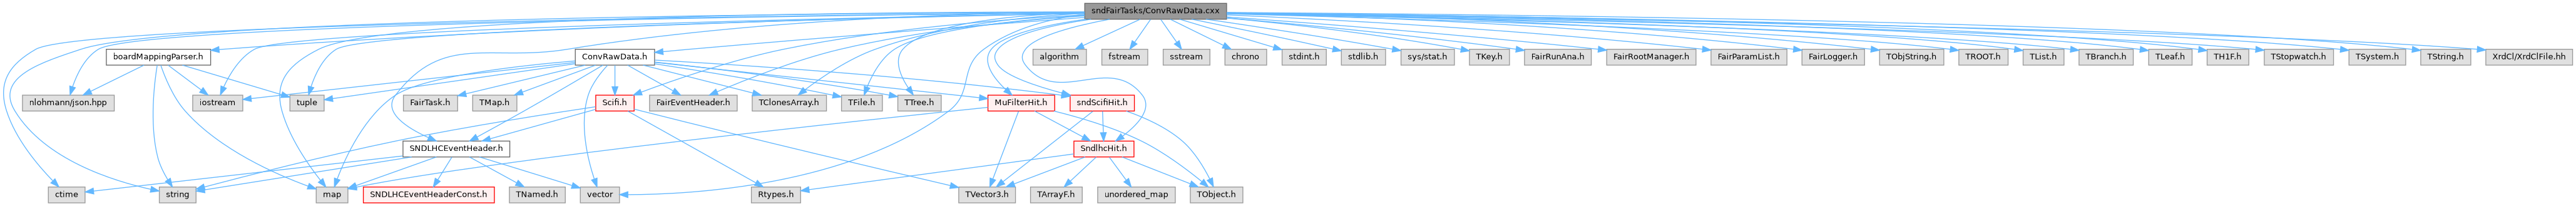 sndFairTasks/ConvRawData.cxx
boardMappingParser.h
ConvRawData.h
algorithm
fstream
sstream
chrono
stdint.h
stdlib.h
sys/stat.h
TKey.h
FairRunAna.h
FairRootManager.h
FairParamList.h
FairLogger.h
TObjString.h
TROOT.h
TList.h
TBranch.h
TLeaf.h
TH1F.h
TStopwatch.h
TSystem.h
TString.h
XrdCl/XrdClFile.hh
nlohmann/json.hpp
iostream
tuple
FairTask.h
TMap.h
Scifi.h
FairEventHeader.h
TClonesArray.h
TFile.h
TTree.h
MuFilterHit.h
sndScifiHit.h
SNDLHCEventHeader.h
SndlhcHit.h
ctime
string
map
SNDLHCEventHeaderConst.h
TNamed.h
vector
Rtypes.h
TVector3.h
TArrayF.h
unordered_map
TObject.h